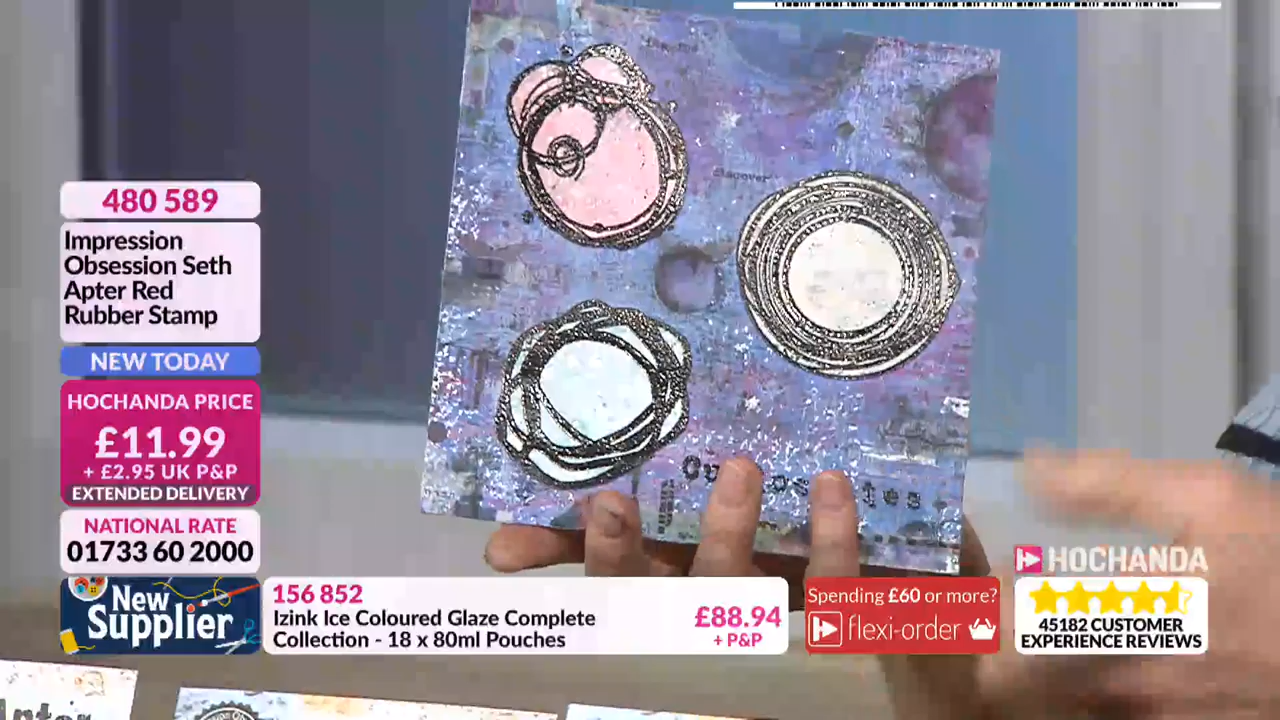 discover
480 589
Impression
Obsession Seth
Apter Red
Rubber Stamp
NEW TODAY
HOCHANDA PRICE
£11.99
+ £2.95 UK P&P
EXTENDED DELIVERY
NATIONAL RATE
01733 60 2000
New
Supplier
156 852
Izink Ice Coloured Glaze Complete
Collection - 18 x 80ml Pouches
£88.94
+ P&P
Spending £60 or more?
flexi-order
HOCHANDA
45182 CUSTOMER
EXPERIENCE REVIEWS